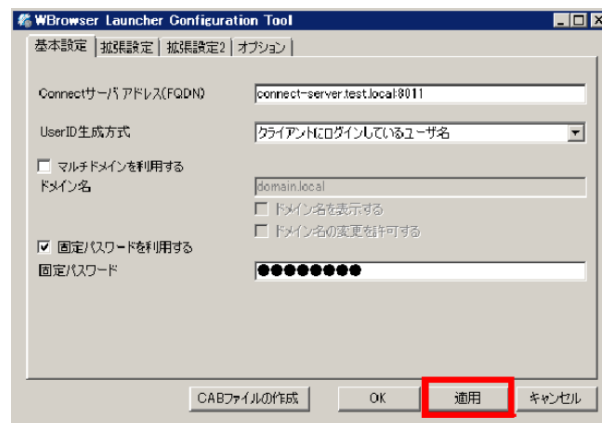 WBrowser Launcher Configuration Tool
基本設定 拡張設定 拡張設定2 オプション
Connectサーバ アドレス(FQDN) connect-server.test.local:8011
UserID生成方式 クライアントにログインしているユーザ名
マルチドメインを利用する
ドメイン名 domain.local
ドメイン名を表示する
ドメイン名の変更を許可する
固定パスワードを利用する
固定パスワード ●●●●●●●●
CABファイルの作成 OK 適用 キャンセル